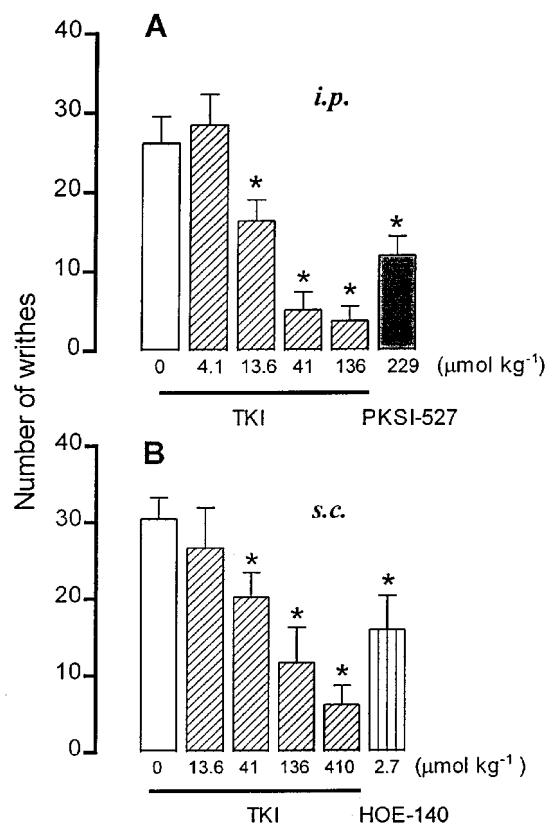 A
i.p.
40
30
20
10
0
* * * *
0 4.1 13.6 41 136 229 (μmol kg⁻¹)
TKI PKSI-527
Number of writhes
B
s.c.
40
30
20
10
0
* * * *
0 13.6 41 136 410 2.7 (μmol kg⁻¹ )
TKI HOE-140